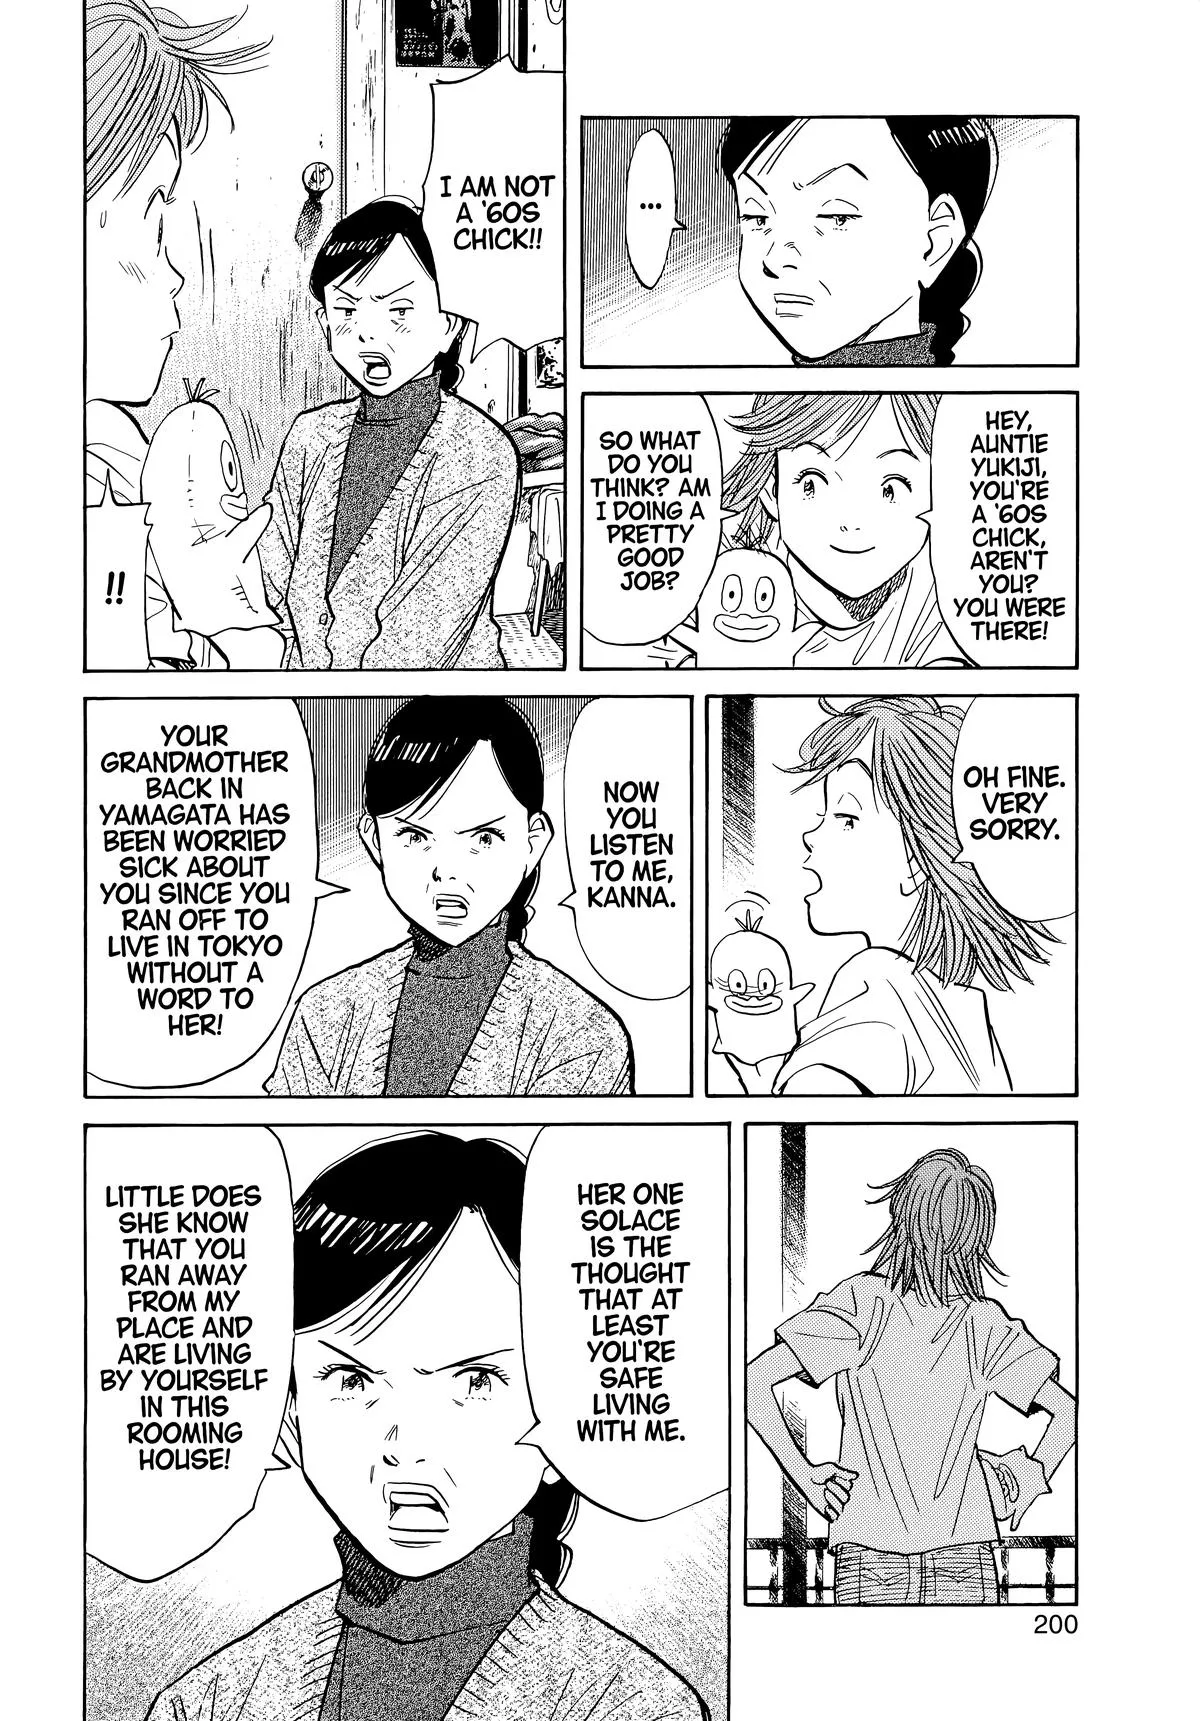 ...
HEY,
AUNTIE
YUKIJI,
YOU'RE
A '60S
CHICK,
AREN'T
YOU?
YOU WERE
THERE!
SO WHAT
DO YOU
THINK? AM
I DOING A
PRETTY
GOOD
JOB?
I AM NOT
A '60S
CHICK!!
!!
OH FINE.
VERY
SORRY.
NOW
YOU
LISTEN
TO ME,
KANNA.
YOUR
GRANDMOTHER
BACK IN
YAMAGATA HAS
BEEN WORRIED
SICK ABOUT
YOU SINCE YOU
RAN OFF TO
LIVE IN TOKYO
WITHOUT A
WORD TO
HER!
HER ONE
SOLACE
IS THE
THOUGHT
THAT AT
LEAST
YOU'RE
SAFE
LIVING
WITH ME.
LITTLE DOES
SHE KNOW
THAT YOU
RAN AWAY
FROM MY
PLACE AND
ARE LIVING
BY YOURSELF
IN THIS
ROOMING
HOUSE!
200